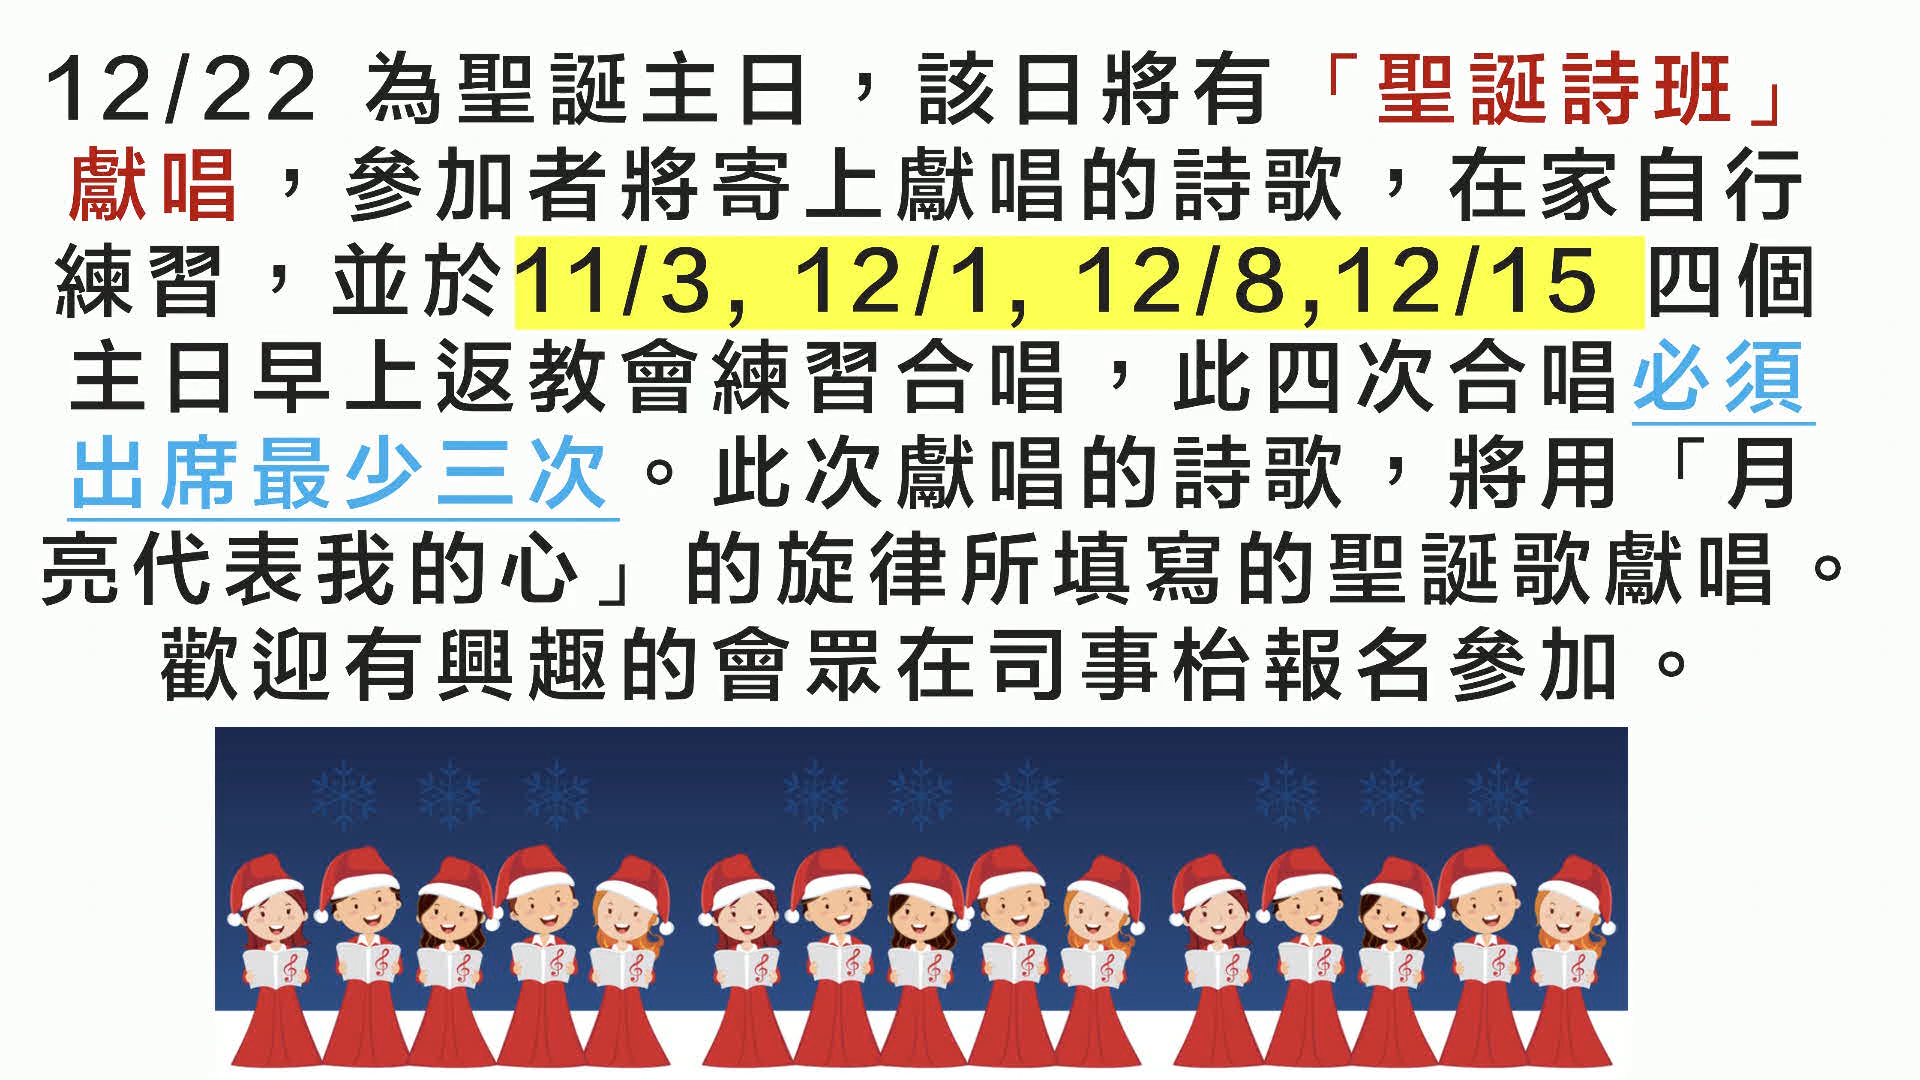 12/22 為聖誕主日，該日將有「聖誕詩班」
獻唱，參加者將寄上獻唱的詩歌，在家自行
練習，並於11/3, 12/1, 12/8,12/15 四個
主日早上返教會練習合唱，此四次合唱必須
出席最少三次。此次獻唱的詩歌，將用「月
亮代表我的心」的旋律所填寫的聖誕歌獻唱。
歡迎有興趣的會眾在司事枱報名參加。